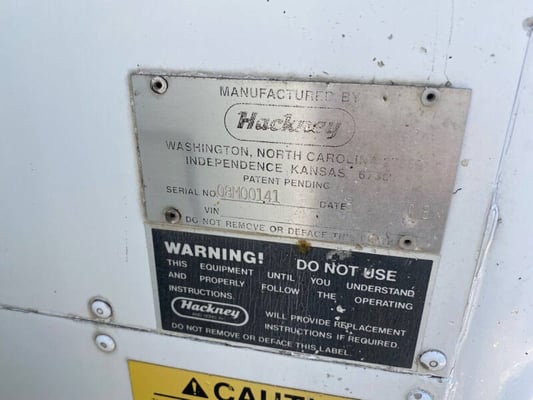 MANUFACTURED BY
Hackney
WASHINGTON, NORTH CAROLINA
INDEPENDENCE, KANSAS
PATENT PENDING
SERIAL NO. 08M00141 DATE
VIN
DO NOT REMOVE OR DEFACE THIS
WARNING! DO NOT USE
THIS EQUIPMENT UNTIL YOU UNDERSTAND
AND PROPERLY FOLLOW THE OPERATING
INSTRUCTIONS.
Hackney
WILL PROVIDE REPLACEMENT
INSTRUCTIONS IF REQUIRED.
DO NOT REMOVE OR DEFACE THIS LABEL
CAUTION